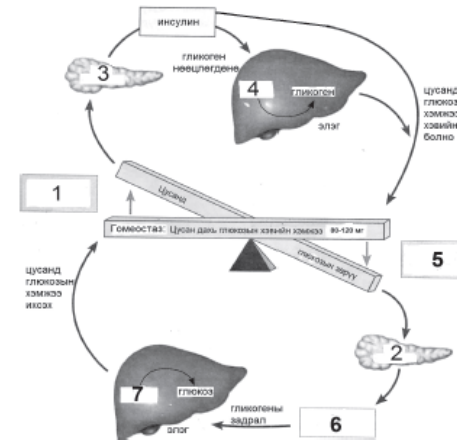 инсулин
гликоген
нөөцлөгдөнө
3
4
гликоген
элэг
цусанд
глюкоз
хэмжээ
хэвийн
болно
1
Цусанд
Гомеостаз: Цусан дахь глюкозын хэвийн хэмжээ 80-120 мг
глюкозын
5
цусанд
глюкозын
хэмжээ
ихсэх
2
7
глюкоз
элэг
гликогены
задрал
6